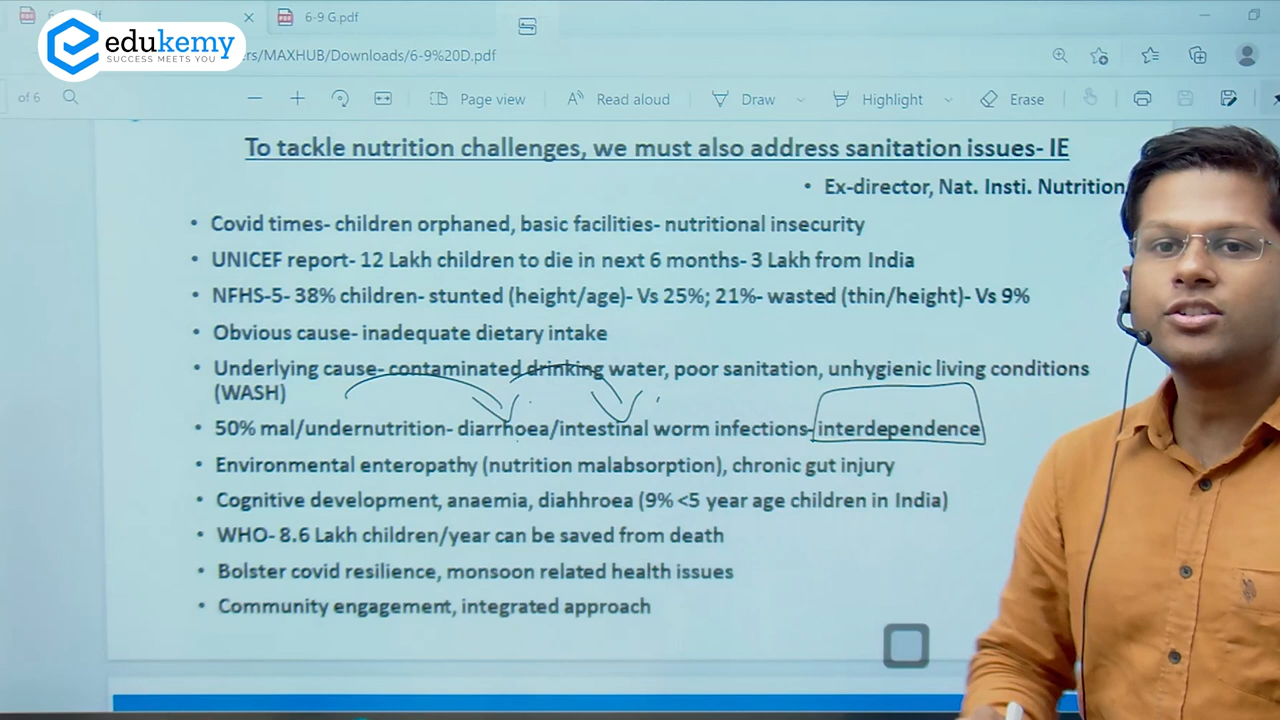 6-9 G.pdf
edukemy
SUCCESS MEETS YOU
ers/MAXHUB/Downloads/6-9%20D.pdf
of 6
Page view
Read aloud
Draw
Highlight
Erase
To tackle nutrition challenges, we must also address sanitation issues- IE
• Ex-director, Nat. Insti. Nutrition
• Covid times- children orphaned, basic facilities- nutritional insecurity
• UNICEF report- 12 Lakh children to die in next 6 months- 3 Lakh from India
• NFHS-5- 38% children- stunted (height/age)- Vs 25%; 21%- wasted (thin/height)- Vs 9%
• Obvious cause- inadequate dietary intake
• Underlying cause- contaminated drinking water, poor sanitation, unhygienic living conditions
(WASH)
• 50% mal/undernutrition- diarrhoea/intestinal worm infections- interdependence
• Environmental enteropathy (nutrition malabsorption), chronic gut injury
• Cognitive development, anaemia, diahhroea (9% <5 year age children in India)
• WHO- 8.6 Lakh children/year can be saved from death
• Bolster covid resilience, monsoon related health issues
• Community engagement, integrated approach